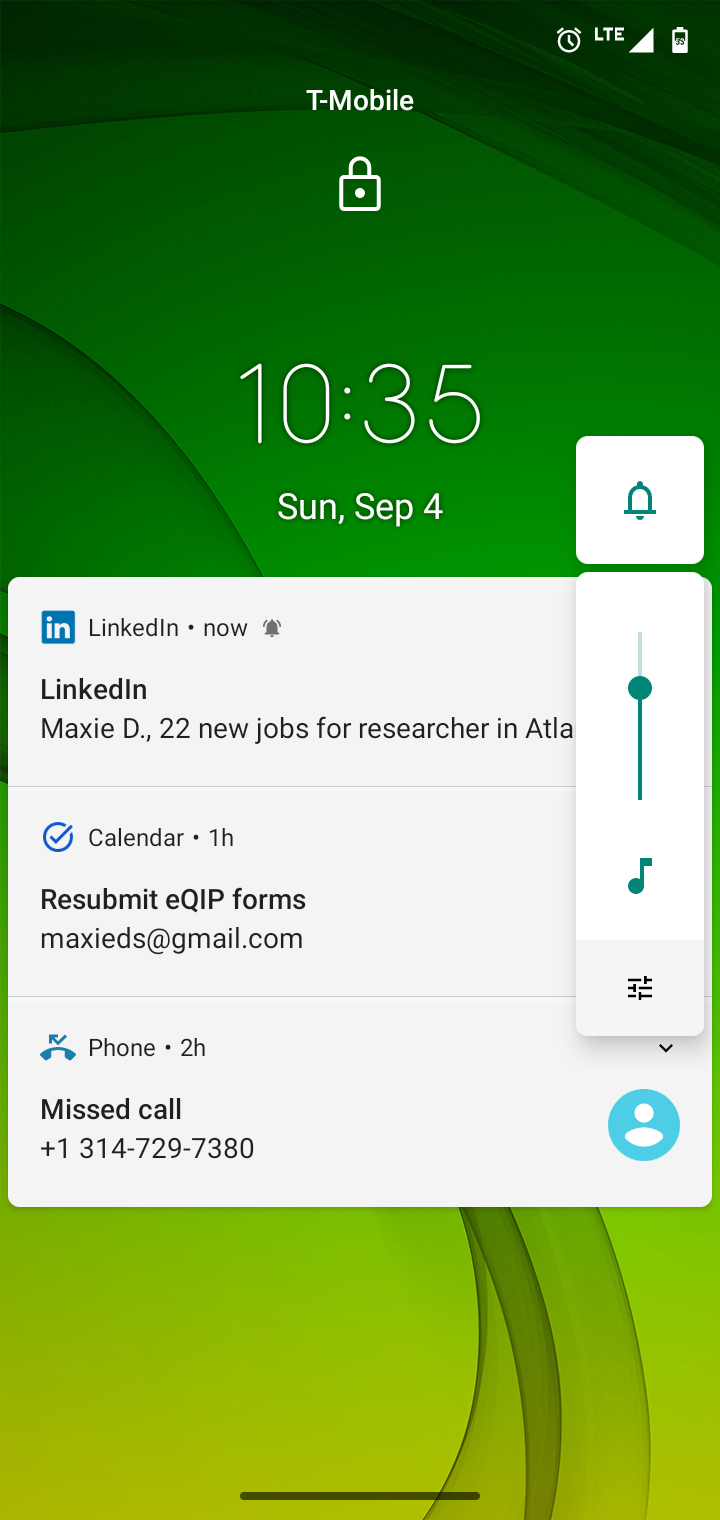 LTE
T-Mobile
10:35
Sun, Sep 4
LinkedIn • now
LinkedIn
Maxie D., 22 new jobs for researcher in Atla
Calendar • 1h
Resubmit eQIP forms
maxieds@gmail.com
Phone • 2h
Missed call
+1 314-729-7380